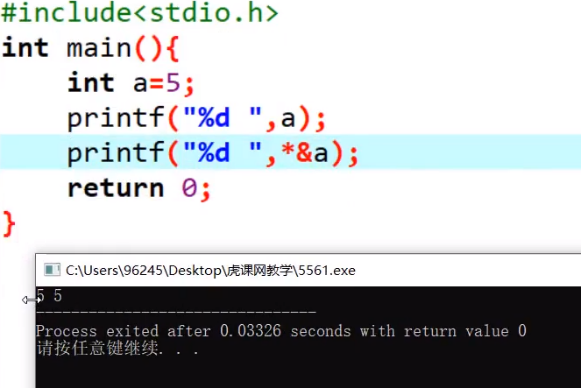 #include<stdio.h>
int main(){
int a=5;
printf("%d ",a);
printf("%d ",*&a);
return 0;
}
C:\Users\96245\Desktop\虎课网教学\5561.exe
5 5
--------------------------------
Process exited after 0.03326 seconds with return value 0
请按任意键继续. . .